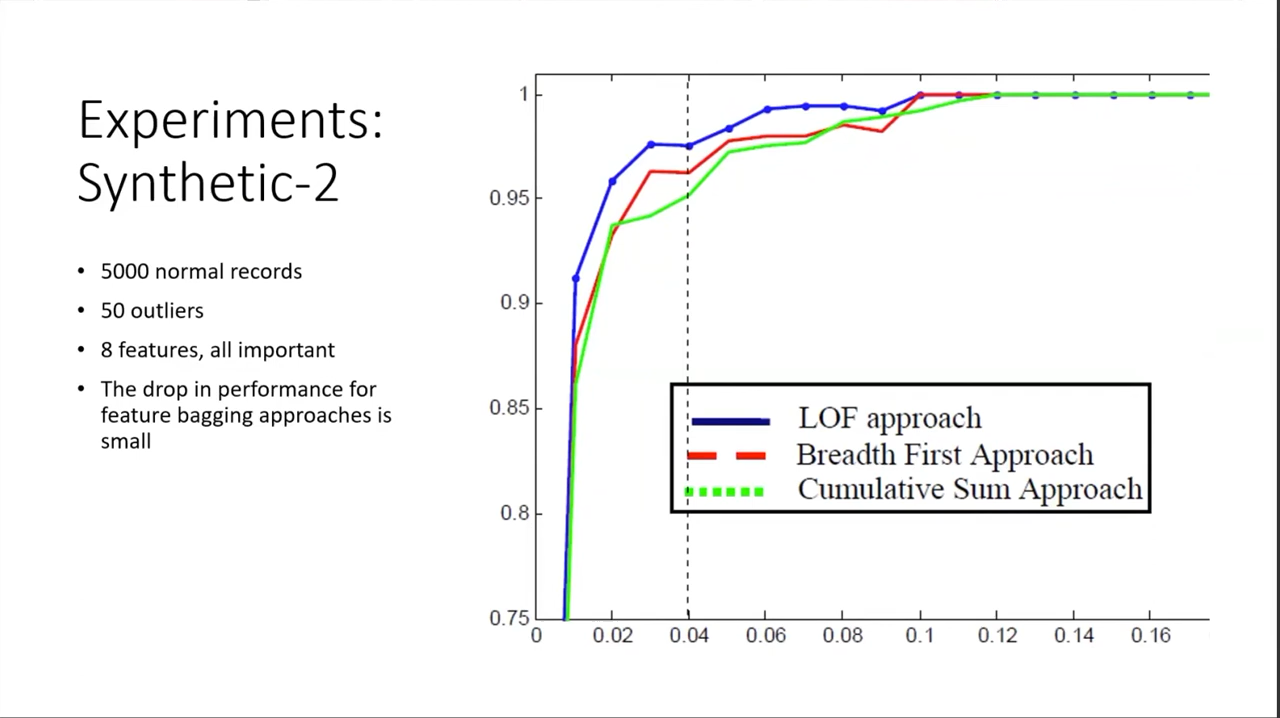 Experiments:
Synthetic-2
• 5000 normal records
• 50 outliers
• 8 features, all important
• The drop in performance for
feature bagging approaches is
small
1
0.95
0.9
0.85
0.8
0.75
LOF approach
Breadth First Approach
Cumulative Sum Approach
0 0.02 0.04 0.06 0.08 0.1 0.12 0.14 0.16